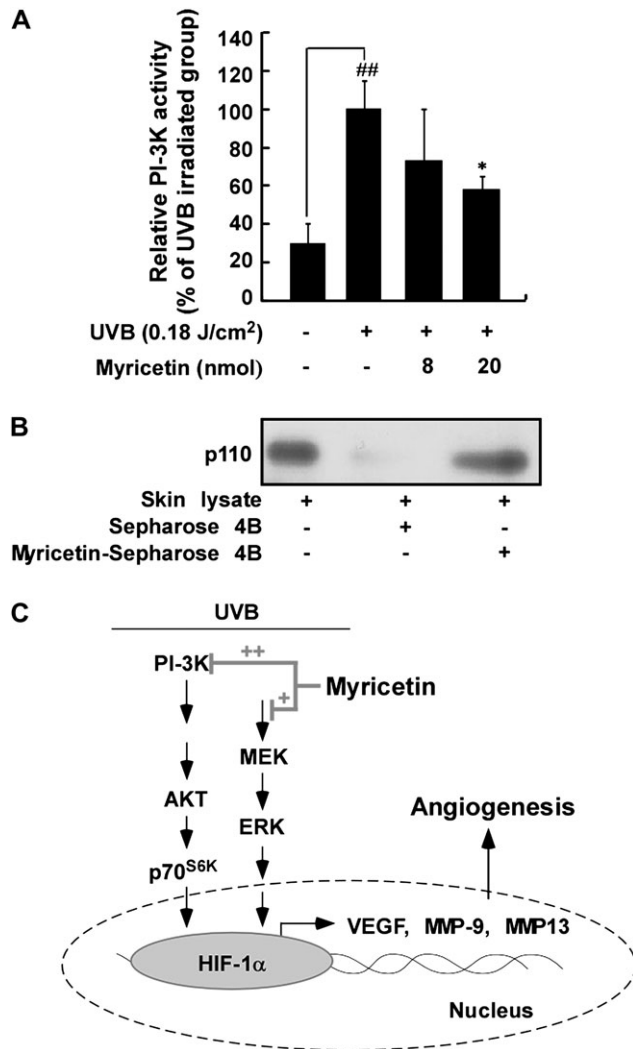 A
Relative PI-3K activity
(% of UVB irradiated group)
140
120
100
80
60
40
20
0
##
*
UVB (0.18 J/cm²) - + + +
Myricetin (nmol) - - 8 20
B
p110
Skin lysate + + +
Sepharose 4B - + -
Myricetin-Sepharose 4B - - +
C
UVB
PI-3K
++
+
Myricetin
MEK
AKT
ERK
p70S6K
Angiogenesis
VEGF, MMP-9, MMP13
HIF-1α
Nucleus